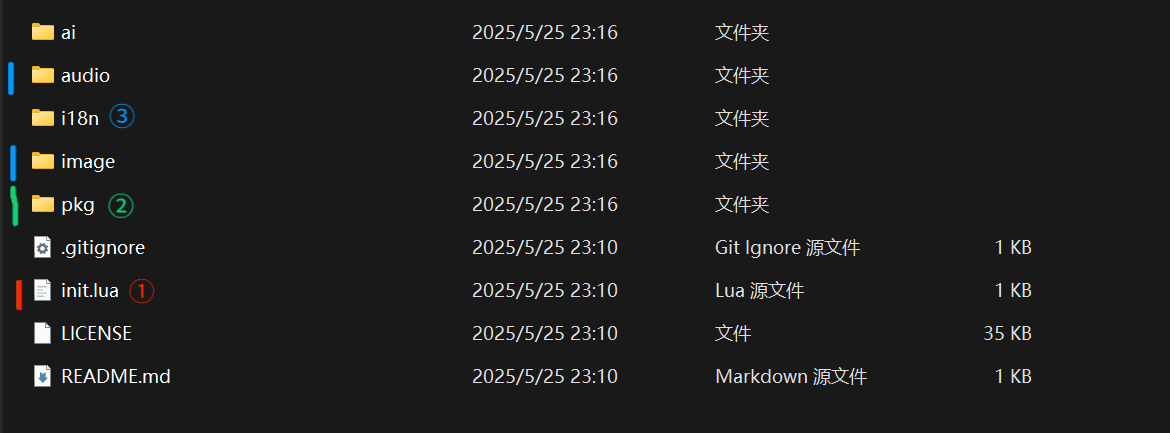 ai 2025/5/25 23:16 文件夹
audio 2025/5/25 23:16 文件夹
i18n ③ 2025/5/25 23:16 文件夹
image 2025/5/25 23:16 文件夹
pkg ② 2025/5/25 23:16 文件夹
.gitignore 2025/5/25 23:10 Git Ignore 源文件 1 KB
init.lua ① 2025/5/25 23:10 Lua 源文件 1 KB
LICENSE 2025/5/25 23:10 文件 35 KB
README.md 2025/5/25 23:10 Markdown 源文件 1 KB